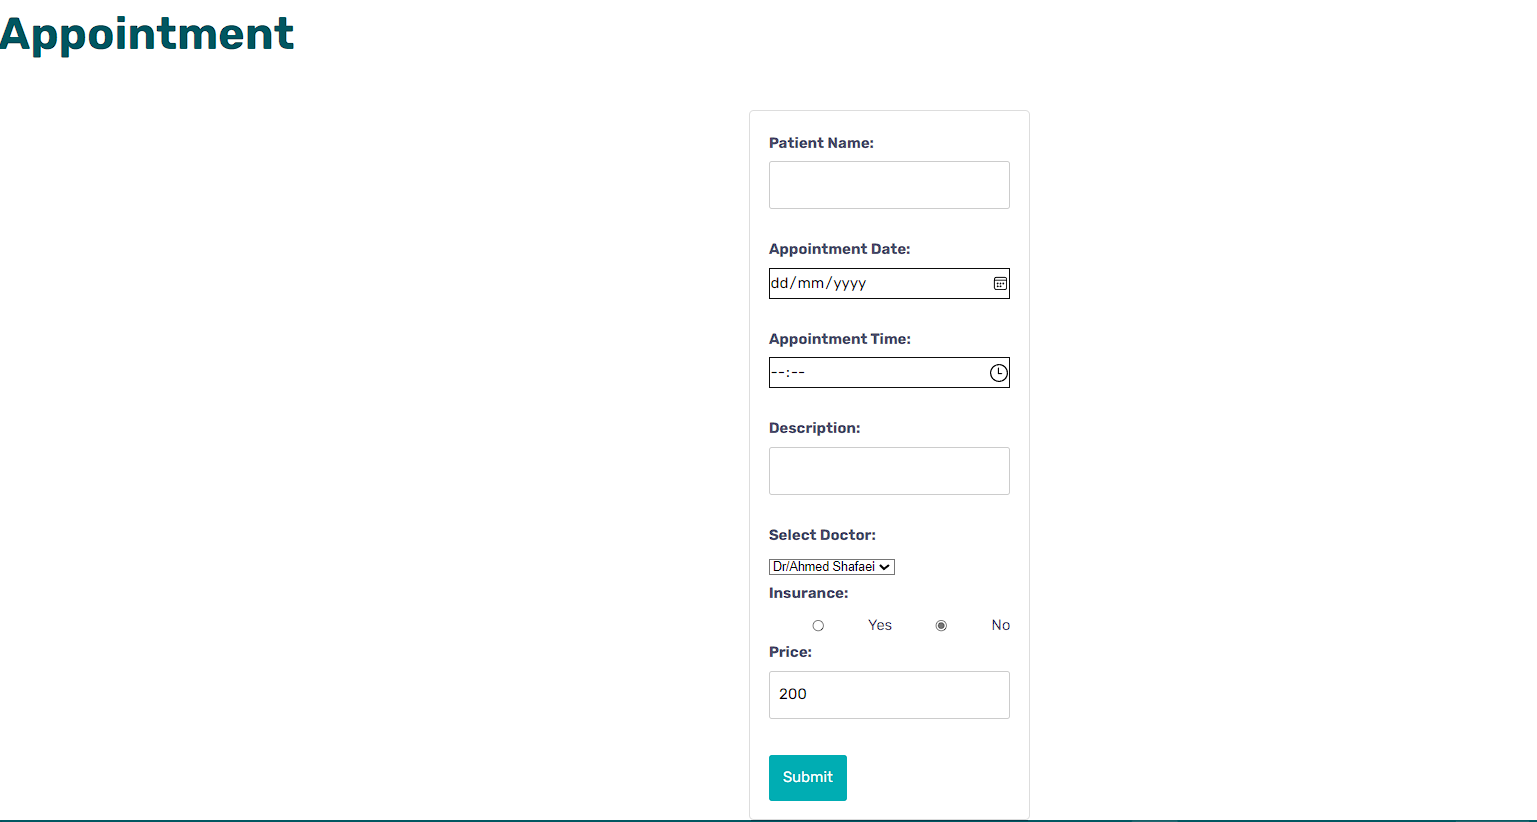 Appointment
Patient Name:
Appointment Date:
dd/mm/yyyy
Appointment Time:
--:--
Description:
Select Doctor:
Dr/Ahmed Shafaei
Insurance:
Yes No
Price:
200
Submit